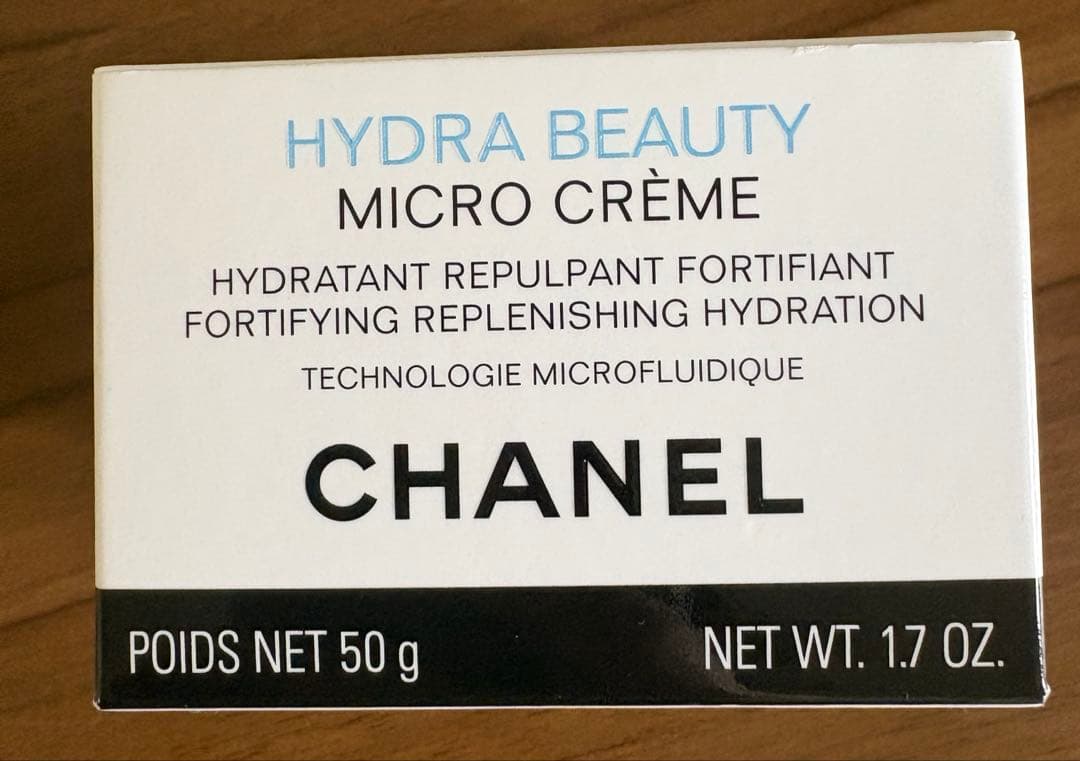 HYDRA BEAUTY
MICRO CRÈME
HYDRATANT REPULPANT FORTIFIANT
FORTIFYING REPLENISHING HYDRATION
TECHNOLOGIE MICROFLUIDIQUE
CHANEL
POIDS NET 50 g NET WT. 1.7 OZ.